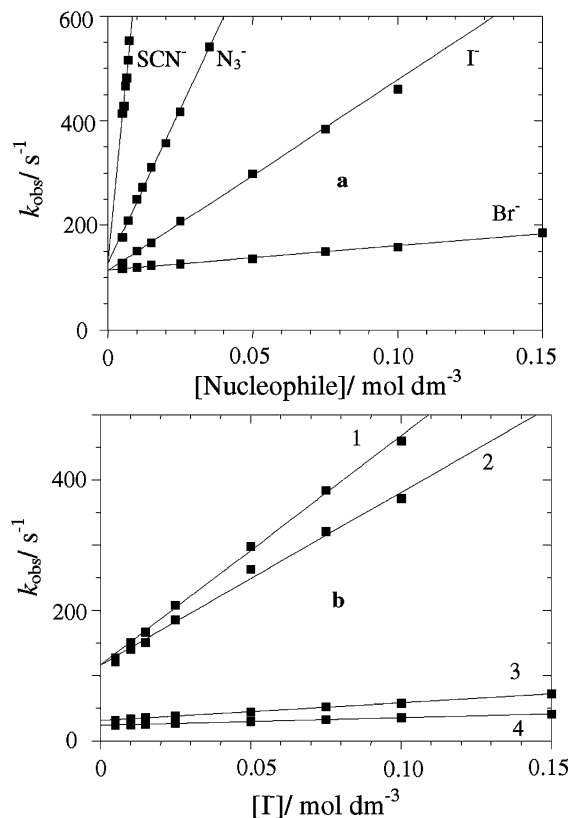 600
SCN⁻
N₃⁻
I⁻
400
k_obs/ s⁻¹
a
200
Br⁻
0
0
0.05
0.10
0.15
[Nucleophile]/ mol dm⁻³
1
2
400
k_obs/ s⁻¹
b
200
3
4
0
0
0.05
0.10
0.15
[I⁻]/ mol dm⁻³